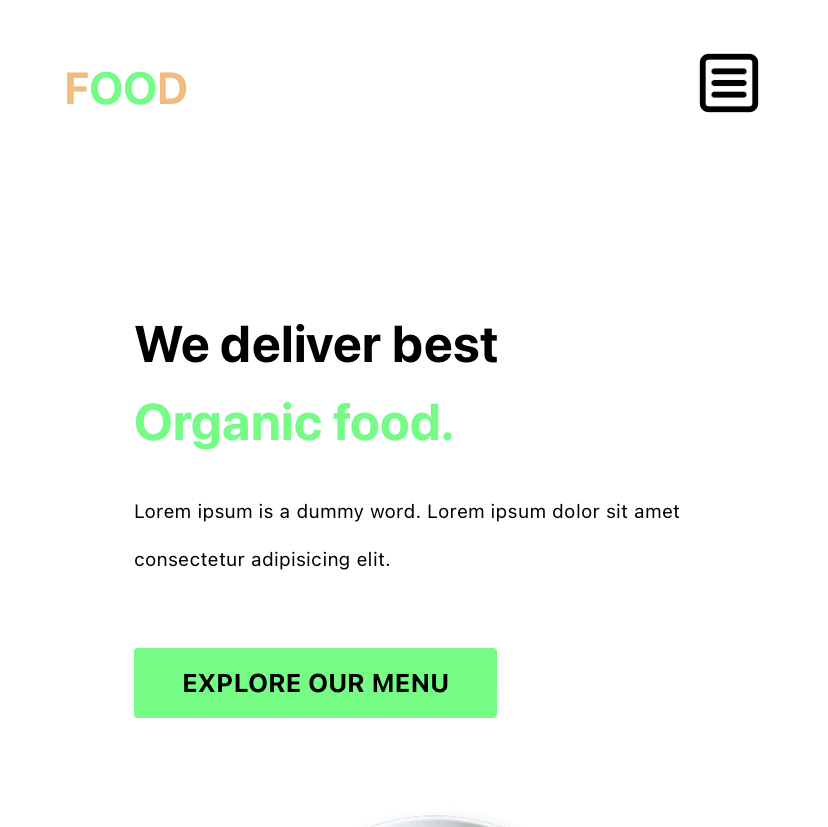 FOOD
We deliver best
Organic food.
Lorem ipsum is a dummy word. Lorem ipsum dolor sit amet
consectetur adipisicing elit.
EXPLORE OUR MENU